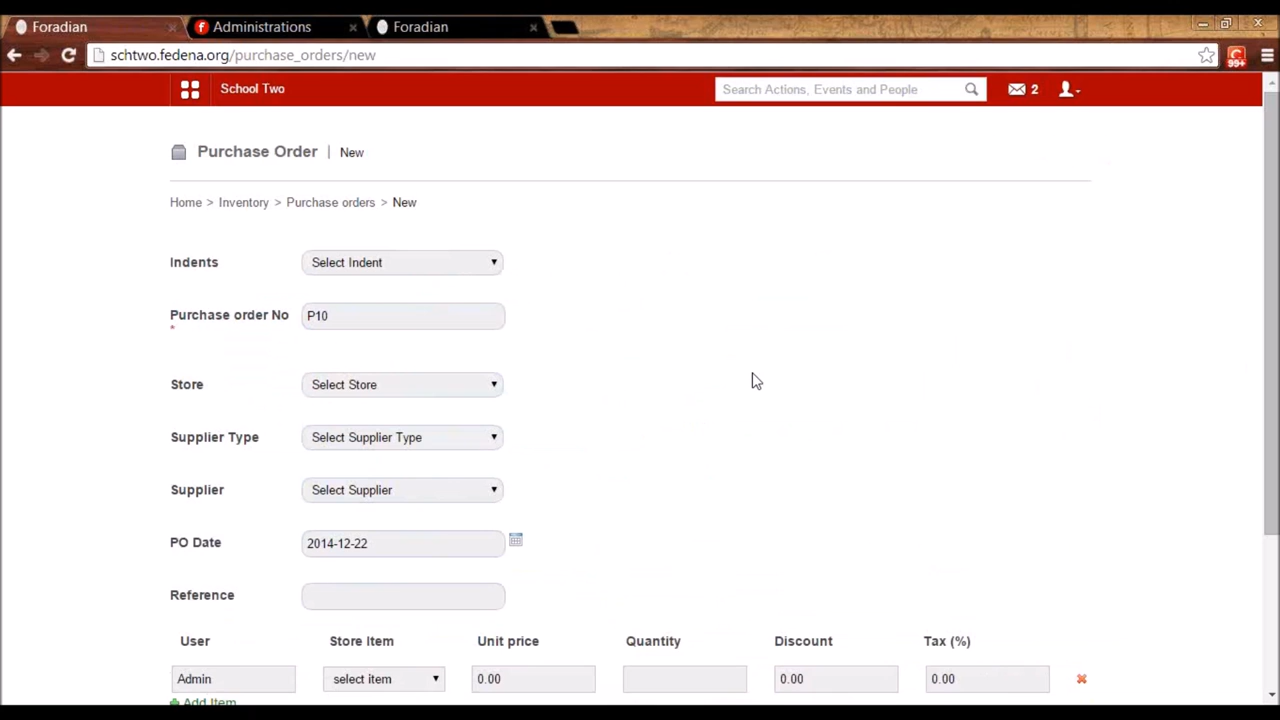 Foradian
Administrations
Foradian
schtwo.fedena.org/purchase_orders/new
99+
School Two
Search Actions, Events and People
2
Purchase Order | New
Home > Inventory > Purchase orders > New
Indents
Select Indent
Purchase order No *
P10
Store
Select Store
Supplier Type
Select Supplier Type
Supplier
Select Supplier
PO Date
2014-12-22
Reference
User Store Item Unit price Quantity Discount Tax (%)
Admin select item 0.00 0.00 0.00
Add Item